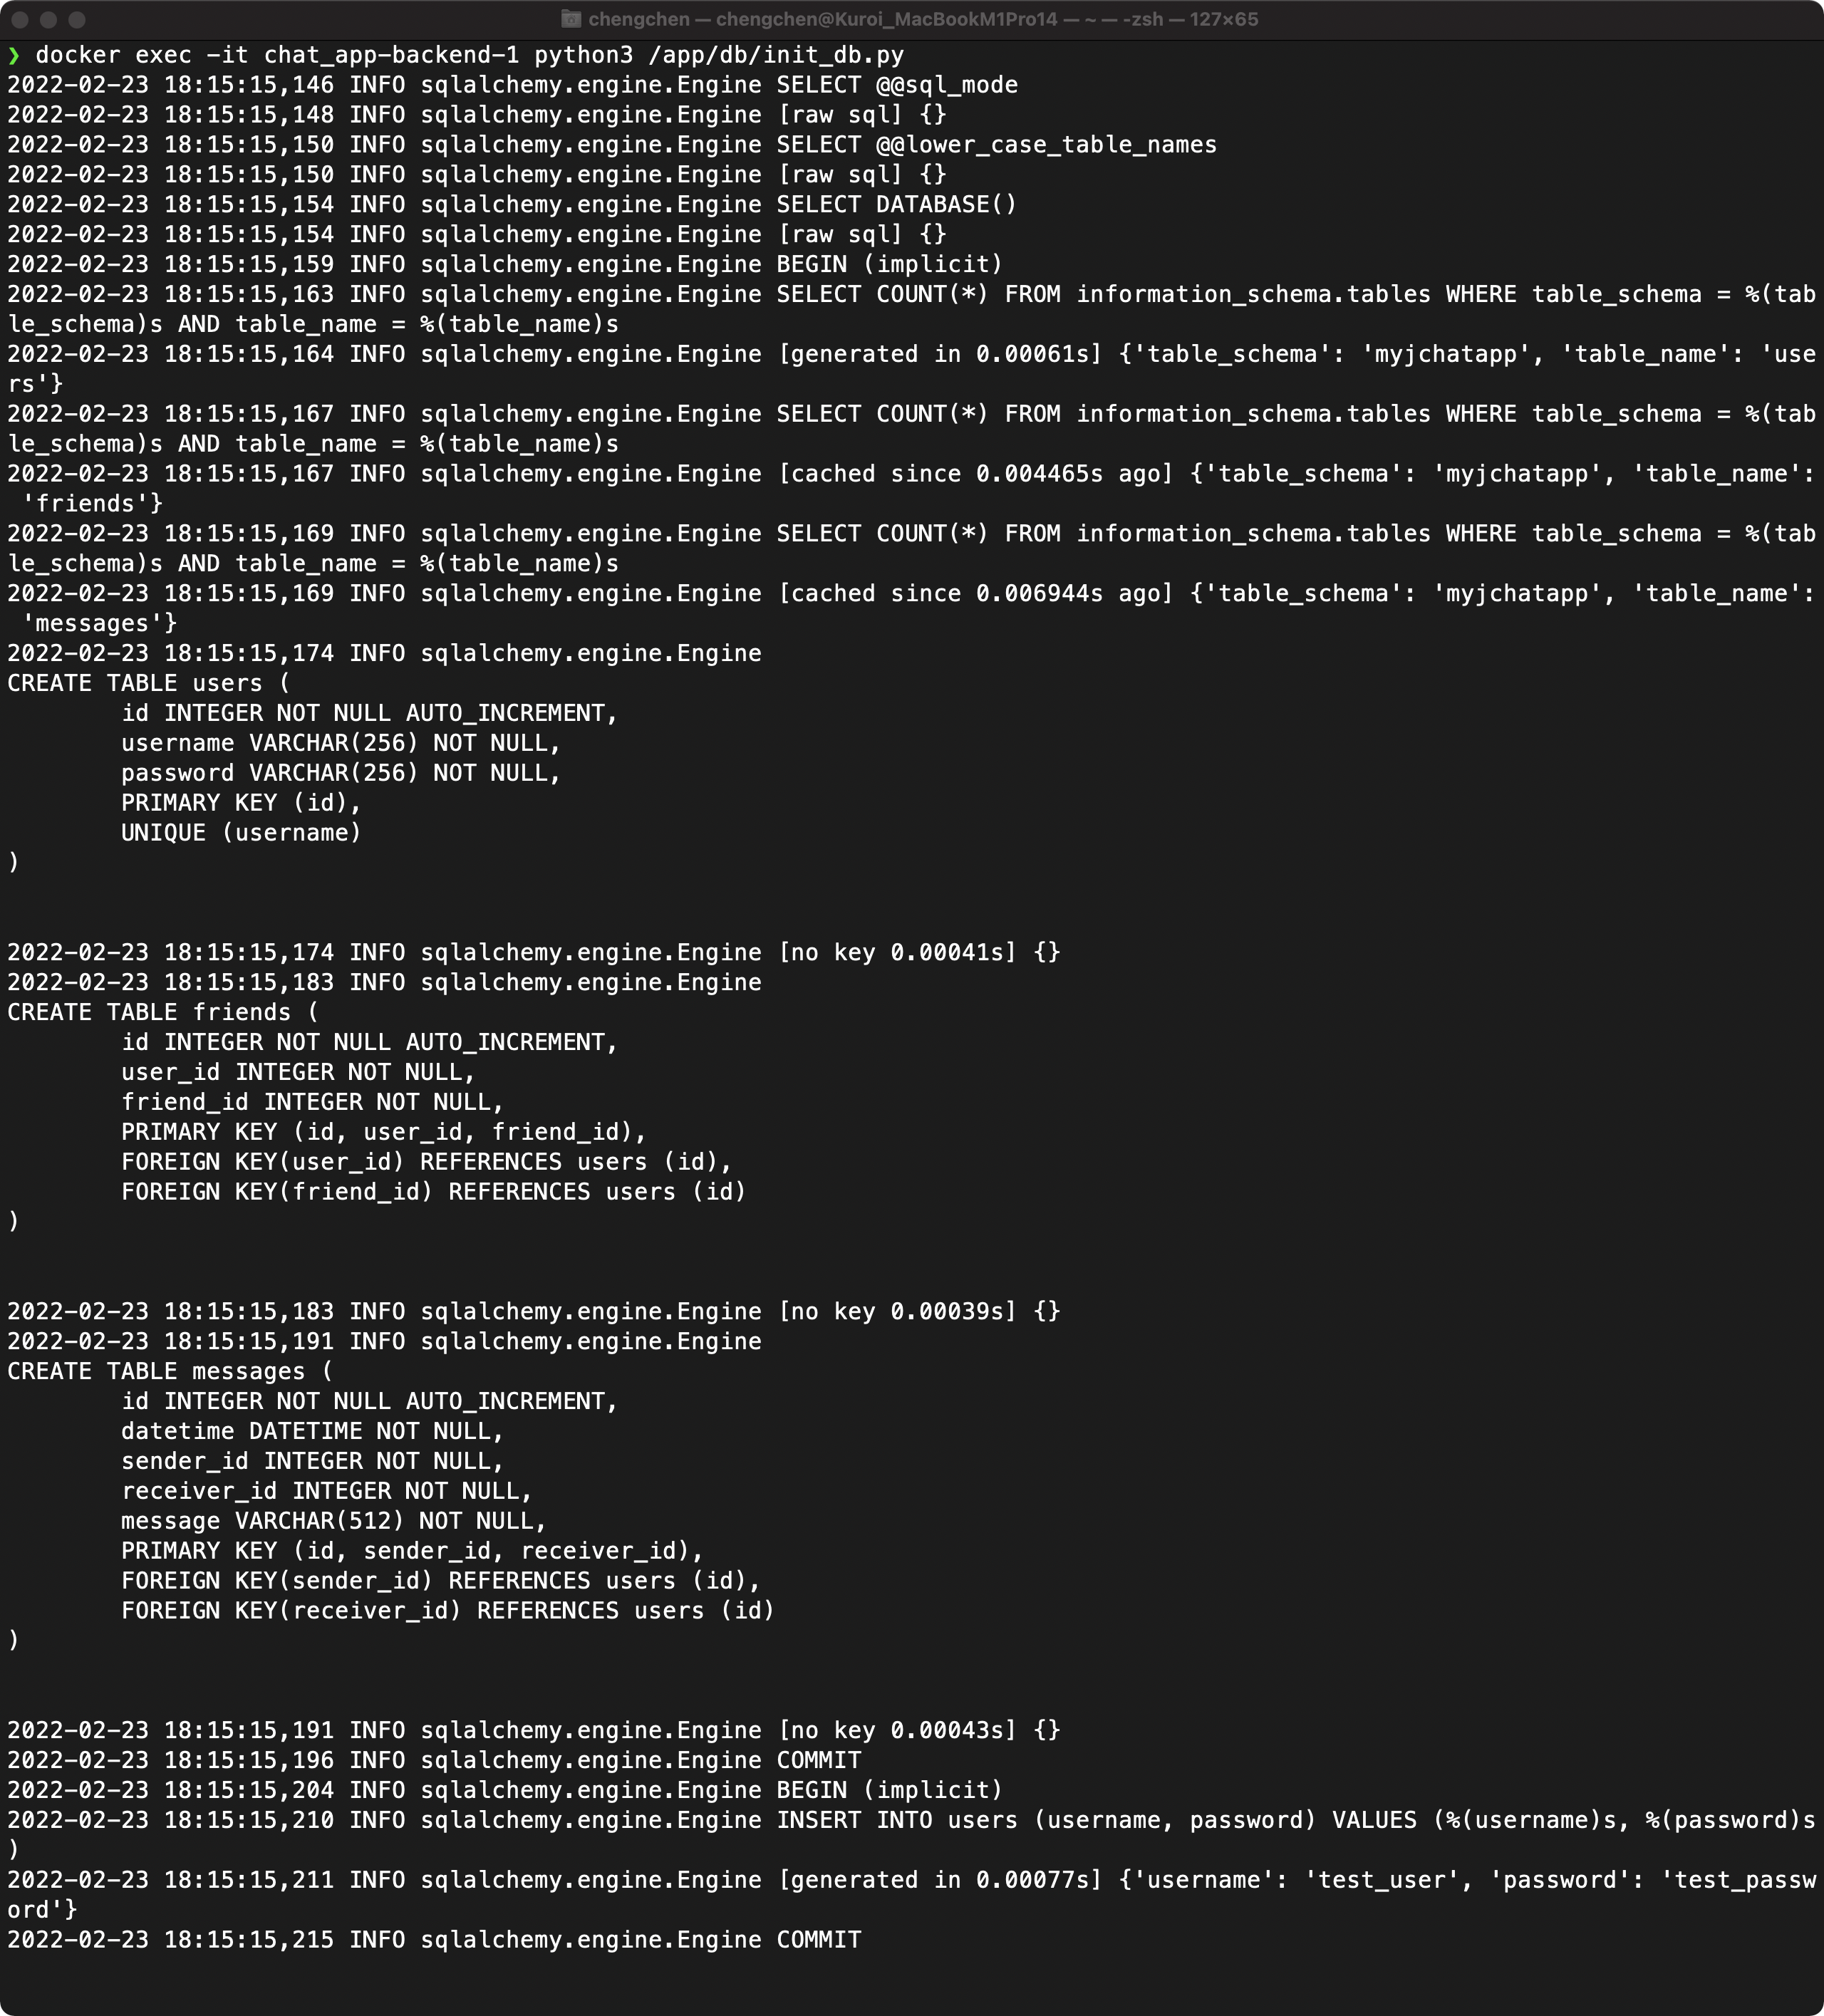 chengchen — chengchen@Kuroi_MacBookM1Pro14 — ~ — -zsh — 127×65
❯ docker exec -it chat_app-backend-1 python3 /app/db/init_db.py
2022-02-23 18:15:15,146 INFO sqlalchemy.engine.Engine SELECT @@sql_mode
2022-02-23 18:15:15,148 INFO sqlalchemy.engine.Engine [raw sql] {}
2022-02-23 18:15:15,150 INFO sqlalchemy.engine.Engine SELECT @@lower_case_table_names
2022-02-23 18:15:15,150 INFO sqlalchemy.engine.Engine [raw sql] {}
2022-02-23 18:15:15,154 INFO sqlalchemy.engine.Engine SELECT DATABASE()
2022-02-23 18:15:15,154 INFO sqlalchemy.engine.Engine [raw sql] {}
2022-02-23 18:15:15,159 INFO sqlalchemy.engine.Engine BEGIN (implicit)
2022-02-23 18:15:15,163 INFO sqlalchemy.engine.Engine SELECT COUNT(*) FROM information_schema.tables WHERE table_schema = %(tab
le_schema)s AND table_name = %(table_name)s
2022-02-23 18:15:15,164 INFO sqlalchemy.engine.Engine [generated in 0.00061s] {'table_schema': 'myjchatapp', 'table_name': 'use
rs'}
2022-02-23 18:15:15,167 INFO sqlalchemy.engine.Engine SELECT COUNT(*) FROM information_schema.tables WHERE table_schema = %(tab
le_schema)s AND table_name = %(table_name)s
2022-02-23 18:15:15,167 INFO sqlalchemy.engine.Engine [cached since 0.004465s ago] {'table_schema': 'myjchatapp', 'table_name':
 'friends'}
2022-02-23 18:15:15,169 INFO sqlalchemy.engine.Engine SELECT COUNT(*) FROM information_schema.tables WHERE table_schema = %(tab
le_schema)s AND table_name = %(table_name)s
2022-02-23 18:15:15,169 INFO sqlalchemy.engine.Engine [cached since 0.006944s ago] {'table_schema': 'myjchatapp', 'table_name':
 'messages'}
2022-02-23 18:15:15,174 INFO sqlalchemy.engine.Engine
CREATE TABLE users (
        id INTEGER NOT NULL AUTO_INCREMENT,
        username VARCHAR(256) NOT NULL,
        password VARCHAR(256) NOT NULL,
        PRIMARY KEY (id),
        UNIQUE (username)
)
2022-02-23 18:15:15,174 INFO sqlalchemy.engine.Engine [no key 0.00041s] {}
2022-02-23 18:15:15,183 INFO sqlalchemy.engine.Engine
CREATE TABLE friends (
        id INTEGER NOT NULL AUTO_INCREMENT,
        user_id INTEGER NOT NULL,
        friend_id INTEGER NOT NULL,
        PRIMARY KEY (id, user_id, friend_id),
        FOREIGN KEY(user_id) REFERENCES users (id),
        FOREIGN KEY(friend_id) REFERENCES users (id)
)
2022-02-23 18:15:15,183 INFO sqlalchemy.engine.Engine [no key 0.00039s] {}
2022-02-23 18:15:15,191 INFO sqlalchemy.engine.Engine
CREATE TABLE messages (
        id INTEGER NOT NULL AUTO_INCREMENT,
        datetime DATETIME NOT NULL,
        sender_id INTEGER NOT NULL,
        receiver_id INTEGER NOT NULL,
        message VARCHAR(512) NOT NULL,
        PRIMARY KEY (id, sender_id, receiver_id),
        FOREIGN KEY(sender_id) REFERENCES users (id),
        FOREIGN KEY(receiver_id) REFERENCES users (id)
)
2022-02-23 18:15:15,191 INFO sqlalchemy.engine.Engine [no key 0.00043s] {}
2022-02-23 18:15:15,196 INFO sqlalchemy.engine.Engine COMMIT
2022-02-23 18:15:15,204 INFO sqlalchemy.engine.Engine BEGIN (implicit)
2022-02-23 18:15:15,210 INFO sqlalchemy.engine.Engine INSERT INTO users (username, password) VALUES (%(username)s, %(password)s
)
2022-02-23 18:15:15,211 INFO sqlalchemy.engine.Engine [generated in 0.00077s] {'username': 'test_user', 'password': 'test_passw
ord'}
2022-02-23 18:15:15,215 INFO sqlalchemy.engine.Engine COMMIT